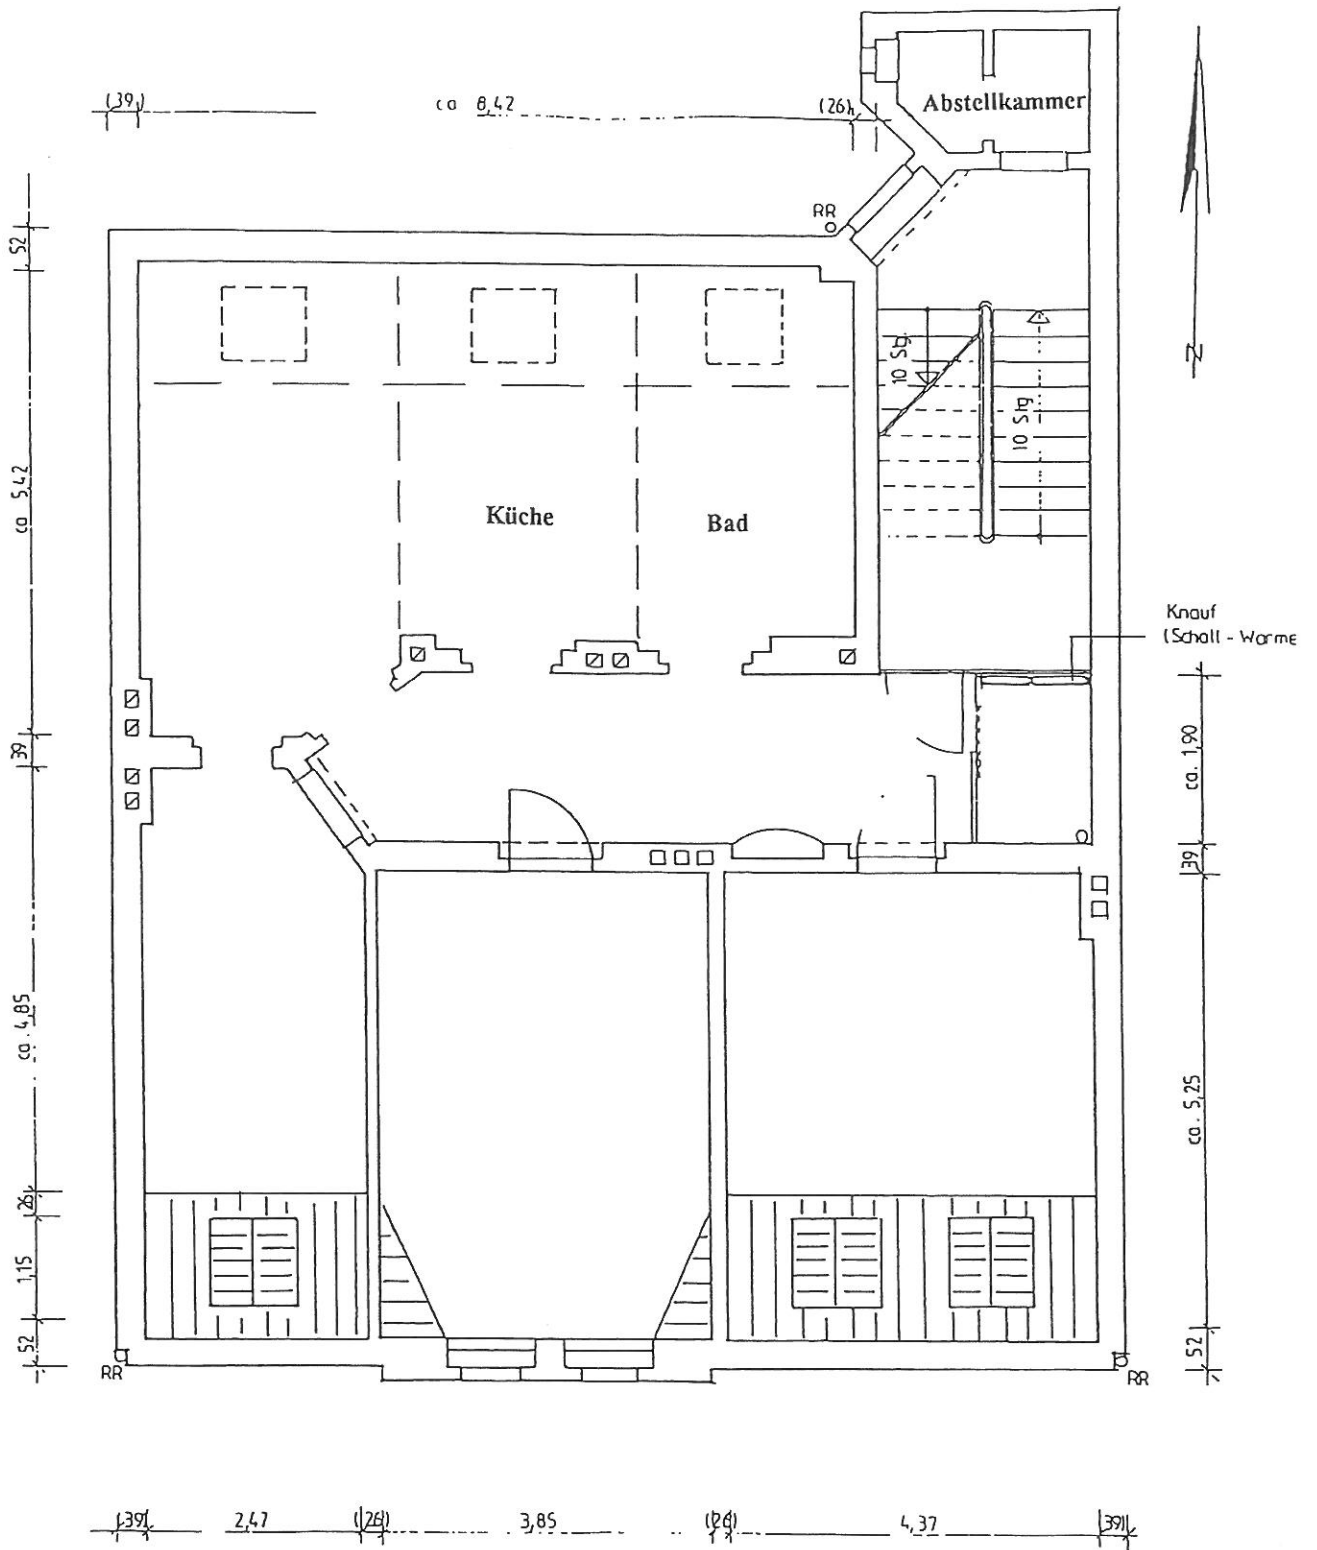 (39)
ca 8,42
(26)
Abstellkammer
RR
52
10 Stg.
10 Stg
N
ca 5,42
Küche
Bad
Knauf
(Schall - Warme
39
ca. 1,90
39
ca. 4,85
ca. 5,25
26
1,15
52
52
RR
RR
(39)
2,47
(26)
3,85
(26)
4,37
(39)